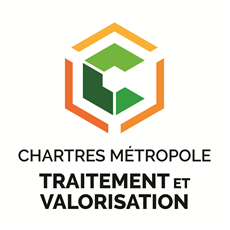 CHARTRES MÉTROPOLE
TRAITEMENT ET
VALORISATION